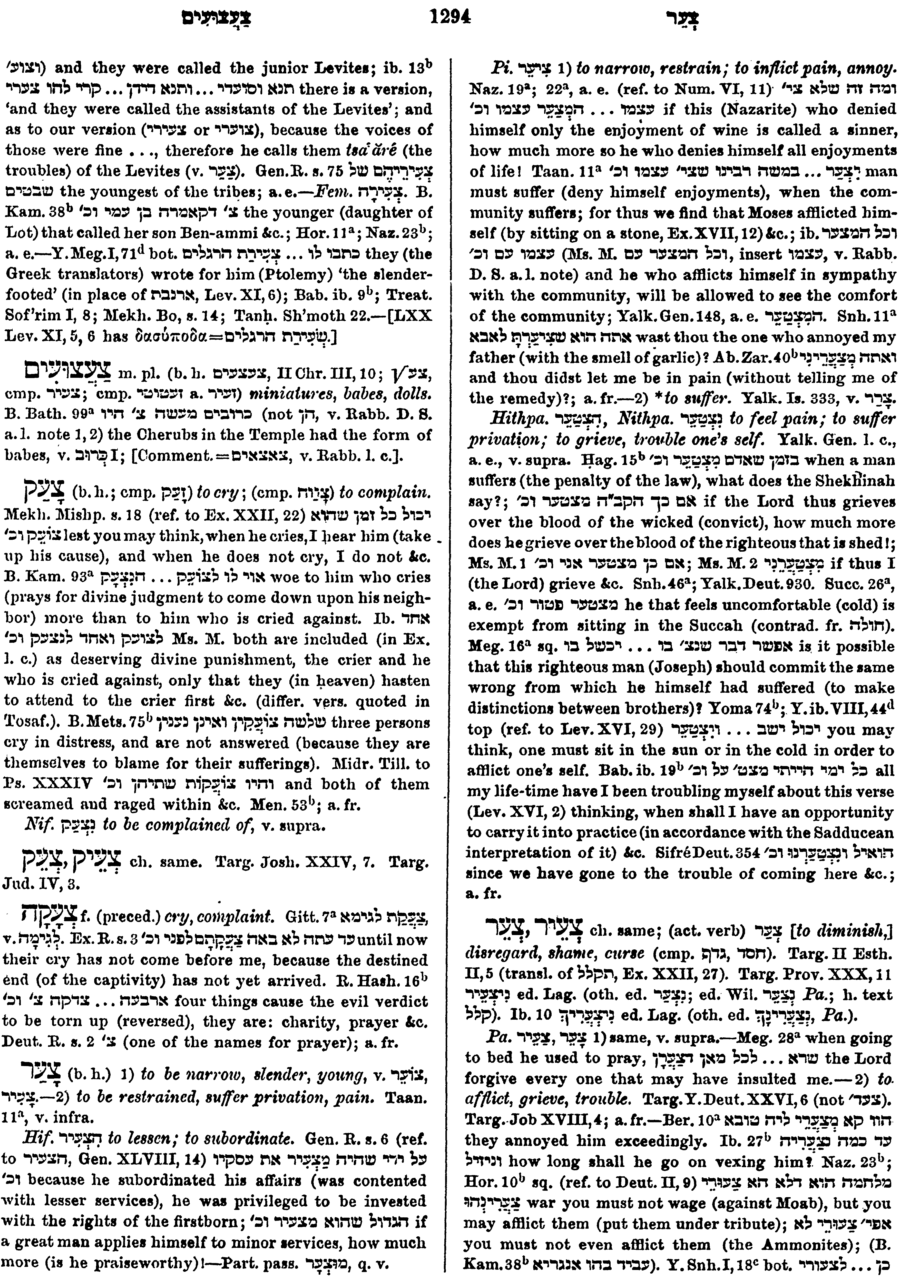 צַעֲצוּעִים 1294 צָעַר
וצוע׳) and they were called the junior Levites; ib. 13ᵇ
תנא וסועדי... ותנא דידן... קרי להו צערי there is a version,
'and they were called the assistants of the Levites'; and
as to our version (צעירי or צוערי), because the voices of
those were fine . . ., therefore he calls them tsa‘ăré (the
troubles) of the Levites (v. צַעַר). Gen.R. s. 75 צְעִירֵיהֶם של
שבטים the youngest of the tribes; a. e.—Fem. צְעִירָה. B.
Kam. 38ᵇ צ׳ דקאמרה בן עמי וכ׳ the younger (daughter of
Lot) that called her son Ben-ammi &c.; Hor. 11ᵃ; Naz. 23ᵇ;
a. e.—Y.Meg.I,71ᵈ bot. כתבו לו ... צְעִירַת הרגלים they (the
Greek translators) wrote for him (Ptolemy) 'the slender-
footed' (in place of ארנבת, Lev. XI, 6); Bab. ib. 9ᵇ; Treat.
Sof'rim I, 8; Mekh. Bo, s. 14; Tanḥ. Sh'moth 22.—[LXX
Lev. XI, 5, 6 has δασύποδα=שְׂעִירַת הרגלים.]
צַעֲצוּעִים m. pl. (b. h. צעצעים, II Chr. III, 10; √צע,
cmp. צעיר; cmp. זעטוטי a. זעיר) miniatures, babes, dolls.
B. Bath. 99ᵃ כרובים מעשה צ׳ היו (not הן, v. Rabb. D. S.
a. l. note 1, 2) the Cherubs in the Temple had the form of
babes, v. כְּרוּב I; [Comment.=צאצאים, v. Rabb. l. c.].
צָעַק (b. h.; cmp. זָעַק) to cry; (cmp. צָוַח) to complain.
Mekh. Mishp. s. 18 (ref. to Ex. XXII, 22) יכול כל זמן שהוא
צוֹעֵק וכ׳ lest you may think, when he cries, I hear him (take
up his cause), and when he does not cry, I do not &c.
B. Kam. 93ᵃ אוי לו לצוֹעֵק ... הנִצְעָק woe to him who cries
(prays for divine judgment to come down upon his neigh-
bor) more than to him who is cried against. Ib. אחד
לצועק ואחד לנצעק וכ׳ Ms. M. both are included (in Ex.
l. c.) as deserving divine punishment, the crier and he
who is cried against, only that they (in heaven) hasten
to attend to the crier first &c. (differ. vers. quoted in
Tosaf.). B. Mets. 75ᵇ שלשה צוֹעֲקִין ואינן נענין three persons
cry in distress, and are not answered (because they are
themselves to blame for their sufferings). Midr. Till. to
Ps. XXXIV והיו צוֹעֲקוֹת שתיהן וכ׳ and both of them
screamed and raged within &c. Men. 53ᵇ; a. fr.
Nif. נִצְעַק to be complained of, v. supra.
צְעֵיק, צְעֵק ch. same. Targ. Josh. XXIV, 7. Targ.
Jud. IV, 3.
צְעָקָה f. (preced.) cry, complaint. Gitt. 7ᵃ צַעֲקַת לגימא,
v. לְגִימָה. Ex. R. s. 3 עד עתה לא באה צַעֲקָתָם לפני וכ׳ until now
their cry has not come before me, because the destined
end (of the captivity) has not yet arrived. R. Hash. 16ᵇ
ארבעה ... צדקה צ׳ וכ׳ four things cause the evil verdict
to be torn up (reversed), they are: charity, prayer &c.
Deut. R. s. 2 צ׳ (one of the names for prayer); a. fr.
צָעַר (b. h.) 1) to be narrow, slender, young, v. צוֹעֵר,
צָעִיר.—2) to be restrained, suffer privation, pain. Taan.
11ᵃ, v. infra.
Hif. הִצְעִיר to lessen; to subordinate. Gen. R. s. 6 (ref.
to הצעיר, Gen. XLVIII, 14) על ידי שהיה מַצְעִיר את עסקיו
וכ׳ because he subordinated his affairs (was contented
with lesser services), he was privileged to be invested
with the rights of the firstborn; הגדול שהוא מצעיר וכ׳ if
a great man applies himself to minor services, how much
more (is he praiseworthy)!—Part. pass. מוּצְעָר, q. v.
Pi. צִיעֵר 1) to narrow, restrain; to inflict pain, annoy.
Naz. 19ᵃ; 22ᵃ, a. e. (ref. to Num. VI, 11) ומה זה שלא צי׳
עצמו ... המְצַעֵר עצמו וכ׳ if this (Nazarite) who denied
himself only the enjoyment of wine is called a sinner,
how much more so he who denies himself all enjoyments
of life! Taan. 11ᵃ יְצַעֵר ... במשה רבינו שצי׳ עצמו וכ׳ man
must suffer (deny himself enjoyments), when the com-
munity suffers; for thus we find that Moses afflicted him-
self (by sitting on a stone, Ex. XVII, 12) &c.; ib. וכל המצער
עצמו עם וכ׳ (Ms. M. וכל המצער עם, insert עצמו, v. Rabb.
D. S. a. l. note) and he who afflicts himself in sympathy
with the community, will be allowed to see the comfort
of the community; Yalk. Gen. 148, a. e. המְצַטֵעֵר. Snh. 11ᵃ
אתה הוא שצִיעַרְתָּ לאבא wast thou the one who annoyed my
father (with the smell of garlic)? Ab. Zar. 40ᵇ ואתה מְצַעֲרֵינִי
and thou didst let me be in pain (without telling me of
the remedy)?; a. fr.—2) *to suffer. Yalk. Is. 333, v. צָרַר.
Hithpa. הִצְטַעֵר, Nithpa. נִצְטַעֵר to feel pain; to suffer
privation; to grieve, trouble one's self. Yalk. Gen. l. c.,
a. e., v. supra. Ḥag. 15ᵇ בזמן שאדם מִצְטַעֵר וכ׳ when a man
suffers (the penalty of the law), what does the Shekhinah
say?; אם כך הקב״ה מצטער וכ׳ if the Lord thus grieves
over the blood of the wicked (convict), how much more
does he grieve over the blood of the righteous that is shed!;
Ms. M. 1 אם כן מצטער אני וכ׳; Ms. M. 2 מִצְטַעֲרֵנִי if thus I
(the Lord) grieve &c. Snh. 46ᵃ; Yalk. Deut. 930. Succ. 26ᵃ,
a. e. מצטער פטור וכ׳ he that feels uncomfortable (cold) is
exempt from sitting in the Succah (contrad. fr. חולה).
Meg. 16ᵃ sq. אפשר דבר שנצ׳ בו ... יכשל בו is it possible
that this righteous man (Joseph) should commit the same
wrong from which he himself had suffered (to make
distinctions between brothers)? Yoma 74ᵇ; Y. ib. VIII, 44ᵈ
top (ref. to Lev. XVI, 29) יכול ישב ... ויִצְטַעֵר you may
think, one must sit in the sun or in the cold in order to
afflict one's self. Bab. ib. 19ᵇ כל ימי הייתי מצט׳ על וכ׳ all
my life-time have I been troubling myself about this verse
(Lev. XVI, 2) thinking, when shall I have an opportunity
to carry it into practice (in accordance with the Sadducean
interpretation of it) &c. Sifré Deut. 354 הואיל ונִצְטַעַרְנוּ וכ׳
since we have gone to the trouble of coming here &c.;
a. fr.
צְעֵיר, צְעַר ch. same; (act. verb) צַעֵר [to diminish,]
disregard, shame, curse (cmp. גדף, חסד). Targ. II Esth.
II, 5 (transl. of תקלל, Ex. XXII, 27). Targ. Prov. XXX, 11
נִצְעֵיר ed. Lag. (oth. ed. נְצַעֵר; ed. Wil. נְצַעֵר Pa.; h. text
קלל). Ib. 10 נִיצְעֲרִיךְ ed. Lag. (oth. ed. נְצַעֲרִינָךְ, Pa.).
Pa. צַעֵר, צַעֵיר 1) same, v. supra.—Meg. 28ᵃ when going
to bed he used to pray, שרא ... לכל מאן דצַעֲרָן the Lord
forgive every one that may have insulted me.—2) to
afflict, grieve, trouble. Targ. Y. Deut. XXVI, 6 (not צעד׳).
Targ. Job XVIII, 4; a. fr.—Ber. 10ᵃ הוו קא מְצַעֲרֵי ליה טובא
they annoyed him exceedingly. Ib. 27ᵇ עד כמה נְצַעֲרֵיה
וניזיל how long shall he go on vexing him? Naz. 23ᵇ;
Hor. 10ᵇ sq. (ref. to Deut. II, 9) מלחמה הוא דלא הא צַעוּרֵי
צַעֲרִינְהוּ war you must not wage (against Moab), but you
may afflict them (put them under tribute); אפי׳ צַעוּרֵי לא
you must not even afflict them (the Ammonites); (B.
Kam. 38ᵇ עביד בהו אנגריא). Y. Snh. I, 18ᶜ bot. כן ... לצעורי